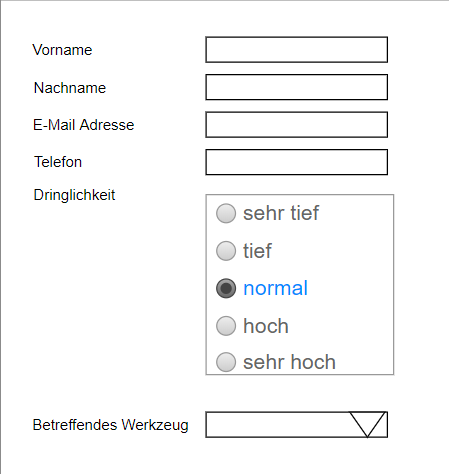 Vorname
Nachname
E-Mail Adresse
Telefon
Dringlichkeit
sehr tief
tief
normal
hoch
sehr hoch
Betreffendes Werkzeug